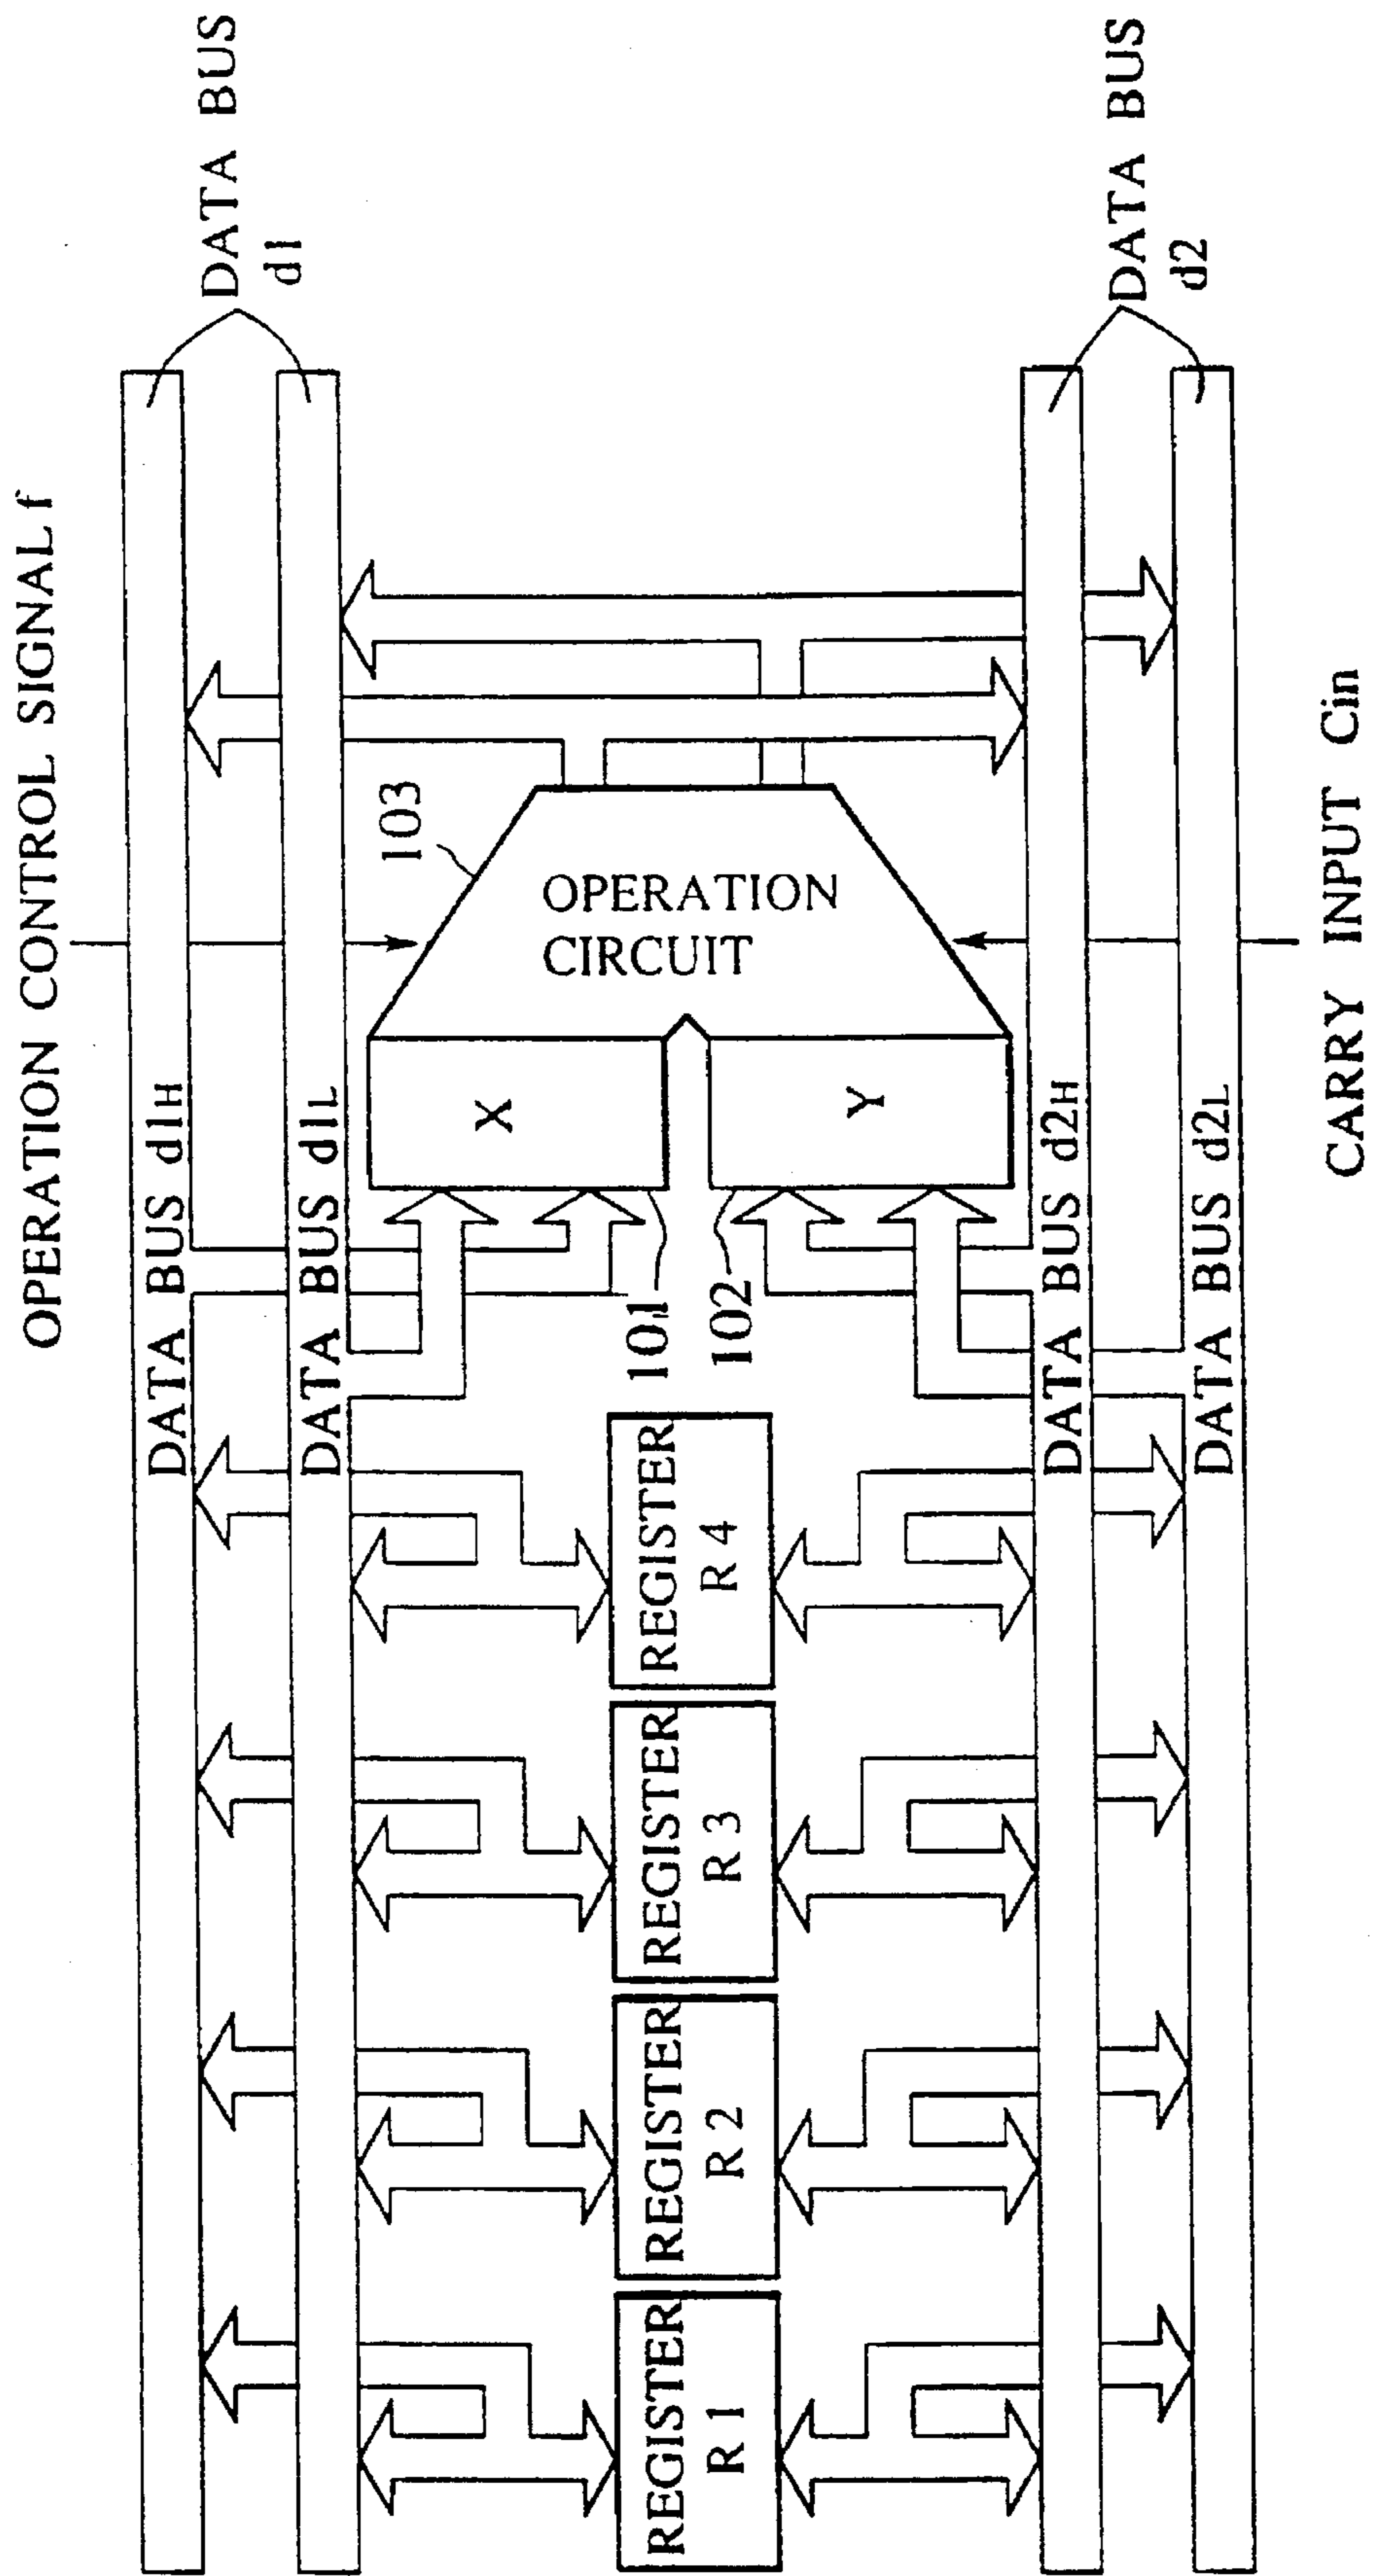 OPERATION CONTROL SIGNAL f
DATA BUS
d1
DATA BUS d1H
DATA BUS d1L
103
OPERATION
CIRCUIT
X
Y
101
102
REGISTER
R 1
REGISTER
R 2
REGISTER
R 3
REGISTER
R 4
DATA BUS d2H
DATA BUS d2L
DATA BUS
d2
CARRY INPUT Cin